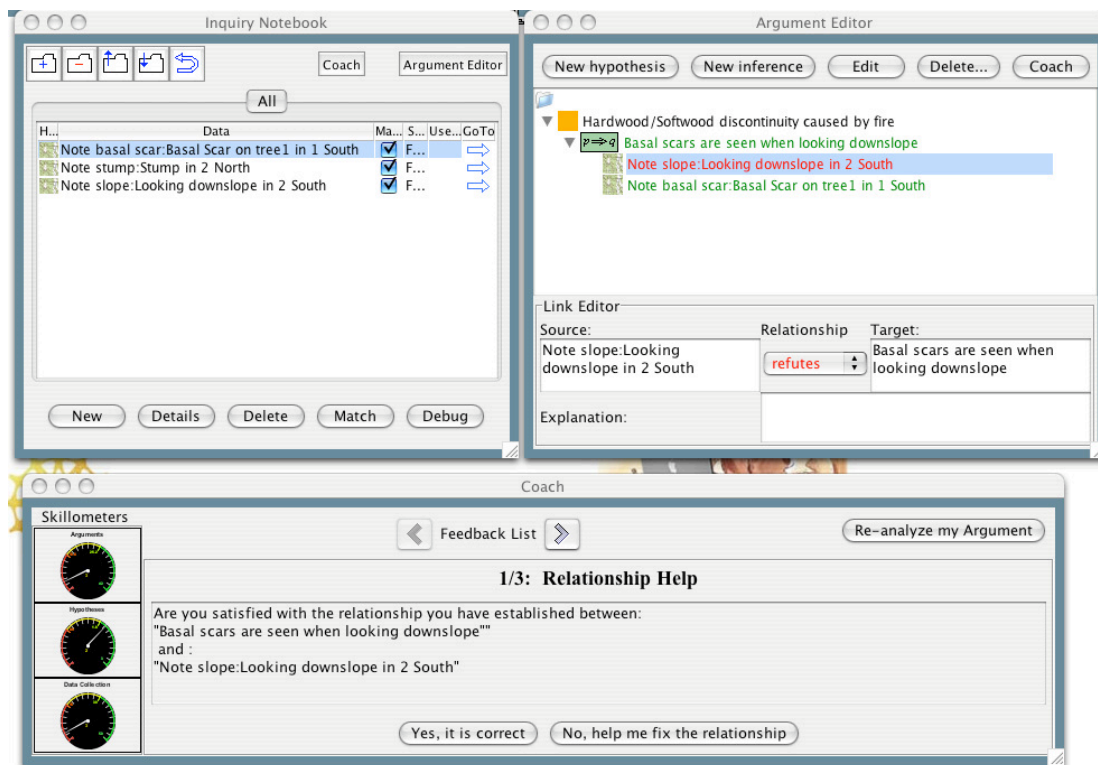 Inquiry Notebook
Coach
Argument Editor
All
H... Data Ma... S... Use... GoTo
Note basal scar:Basal Scar on tree1 in 1 South F...
Note stump:Stump in 2 North F...
Note slope:Looking downslope in 2 South F...
New Details Delete Match Debug
Argument Editor
New hypothesis New inference Edit Delete... Coach
Hardwood/Softwood discontinuity caused by fire
p⇒q Basal scars are seen when looking downslope
Note slope:Looking downslope in 2 South
Note basal scar:Basal Scar on tree1 in 1 South
Link Editor
Source: Relationship Target:
Note slope:Looking
downslope in 2 South
refutes
Basal scars are seen when
looking downslope
Explanation:
Coach
Skillometers
Arguments
Hypotheses
Data Collection
Feedback List
Re-analyze my Argument
1/3: Relationship Help
Are you satisfied with the relationship you have established between:
"Basal scars are seen when looking downslope""
and :
"Note slope:Looking downslope in 2 South"
Yes, it is correct No, help me fix the relationship